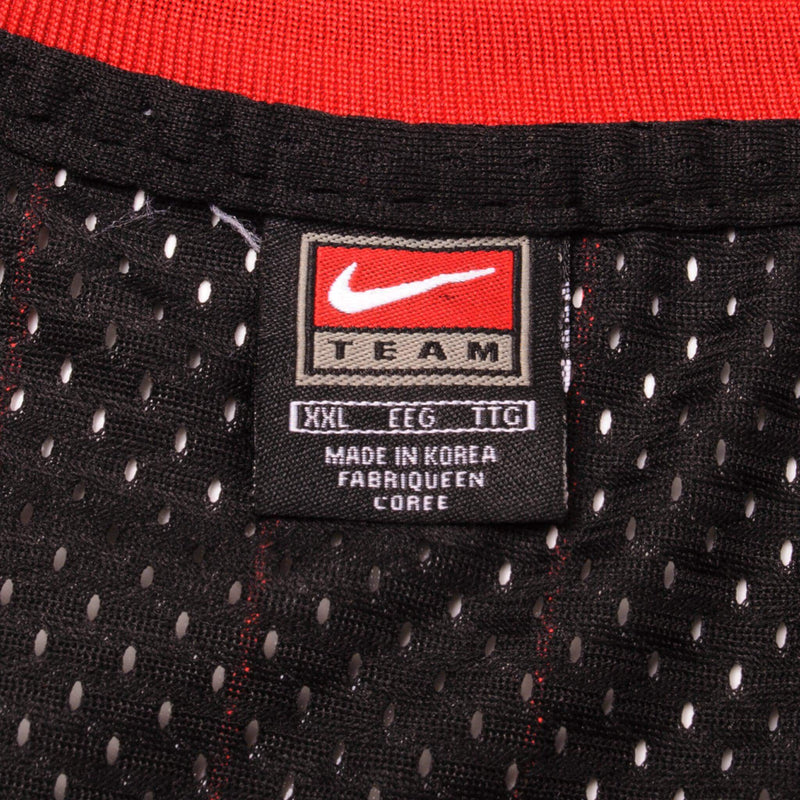 TEAM
XXL EEG TTG
MADE IN KOREA
FABRIQUEEN
COREE